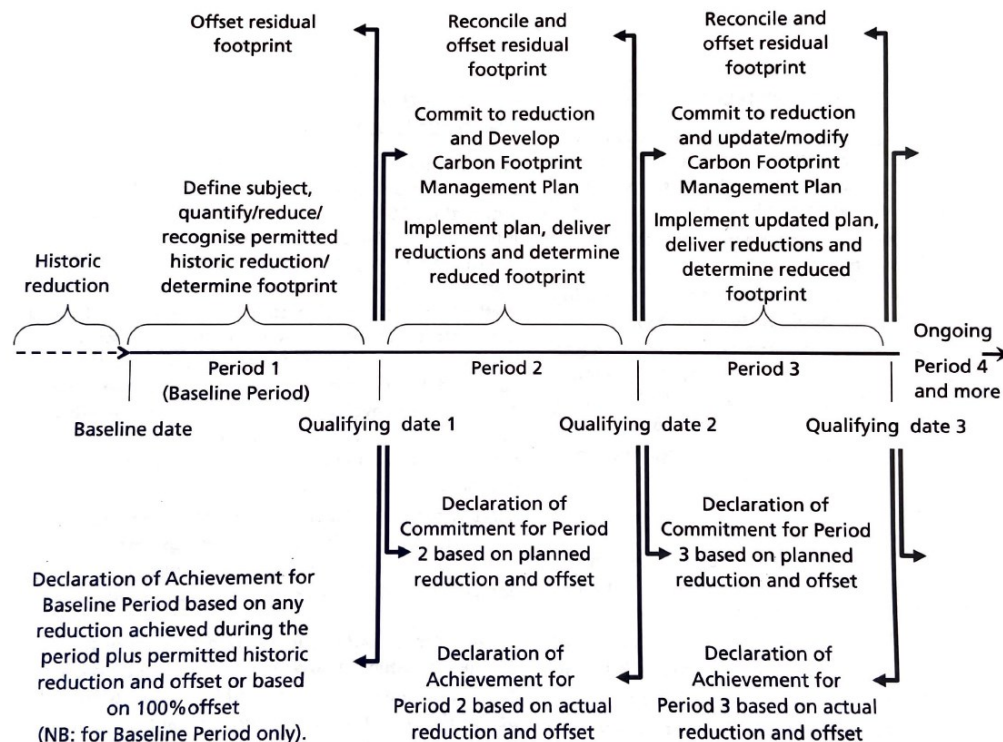 Offset residual
footprint
Reconcile and
offset residual
footprint
Reconcile and
offset residual
footprint
Commit to reduction
and Develop
Carbon Footprint
Management Plan
Commit to reduction
and update/modify
Carbon Footprint
Management Plan
Historic
reduction
Define subject,
quantify/reduce/
recognise permitted
historic reduction/
determine footprint
Implement plan, deliver
reductions and determine
reduced footprint
Implement updated plan,
deliver reductions and
determine reduced
footprint
Period 1
(Baseline Period)
Period 2
Period 3
Ongoing
Period 4
and more
Baseline date
Qualifying date 1
Qualifying date 2
Qualifying date 3
Declaration of
Commitment for Period
2 based on planned
reduction and offset
Declaration of
Commitment for Period
3 based on planned
reduction and offset
Declaration of Achievement for
Baseline Period based on any
reduction achieved during the
period plus permitted historic
reduction and offset or based
on 100%offset
(NB: for Baseline Period only).
Declaration of
Achievement for
Period 2 based on actual
reduction and offset
Declaration of
Achievement for
Period 3 based on actual
reduction and offset